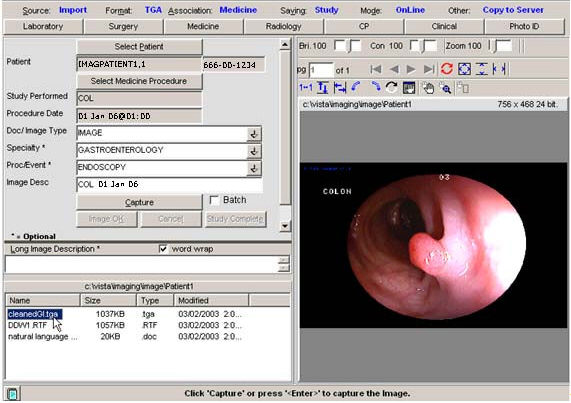 Source: Import Format: TGA Association: Medicine Saving: Study Mode: OnLine Other: Copy to Server
Laboratory Surgery Medicine Radiology CP Clinical Photo ID
Select Patient
Patient IMAGPATIENT1,1 666-00-1234
Select Medicine Procedure
Study Performed COL
Procedure Date 01 Jan 06@01:00
Doc/ Image Type IMAGE
Specialty * GASTROENTEROLOGY
Proc/Event * ENDOSCOPY
Image Desc COL 01 Jan 06
Capture Batch
Image OK Cancel Study Complete
* = Optional
Long Image Description * word wrap
c:\vista\imaging\image\Patient1
Name Size Type Modified
cleanedGI.tga 1037KB .tga 03/02/2003 2:0...
DDW1.RTF 1057KB .RTF 03/02/2003 2:0...
natural language ... 20KB .doc 03/02/2003 2:0...
Bri. 100 Con 100 Zoom 100
pg 1 of 1
1-1
c:\vista\imaging\image\Patient1 756 x 468 24 bit.
03
COLON
Click 'Capture' or press '<Enter>' to capture the Image.